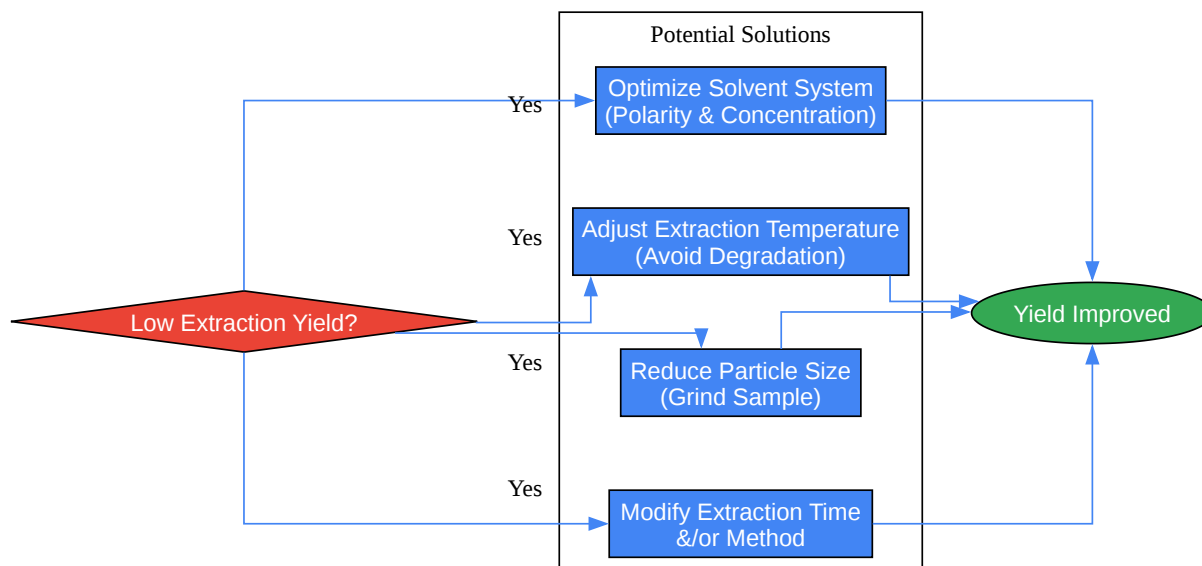 Potential Solutions
Yes
Optimize Solvent System
(Polarity & Concentration)
Yes
Adjust Extraction Temperature
(Avoid Degradation)
Low Extraction Yield?
Yield Improved
Yes
Reduce Particle Size
(Grind Sample)
Yes
Modify Extraction Time
&/or Method